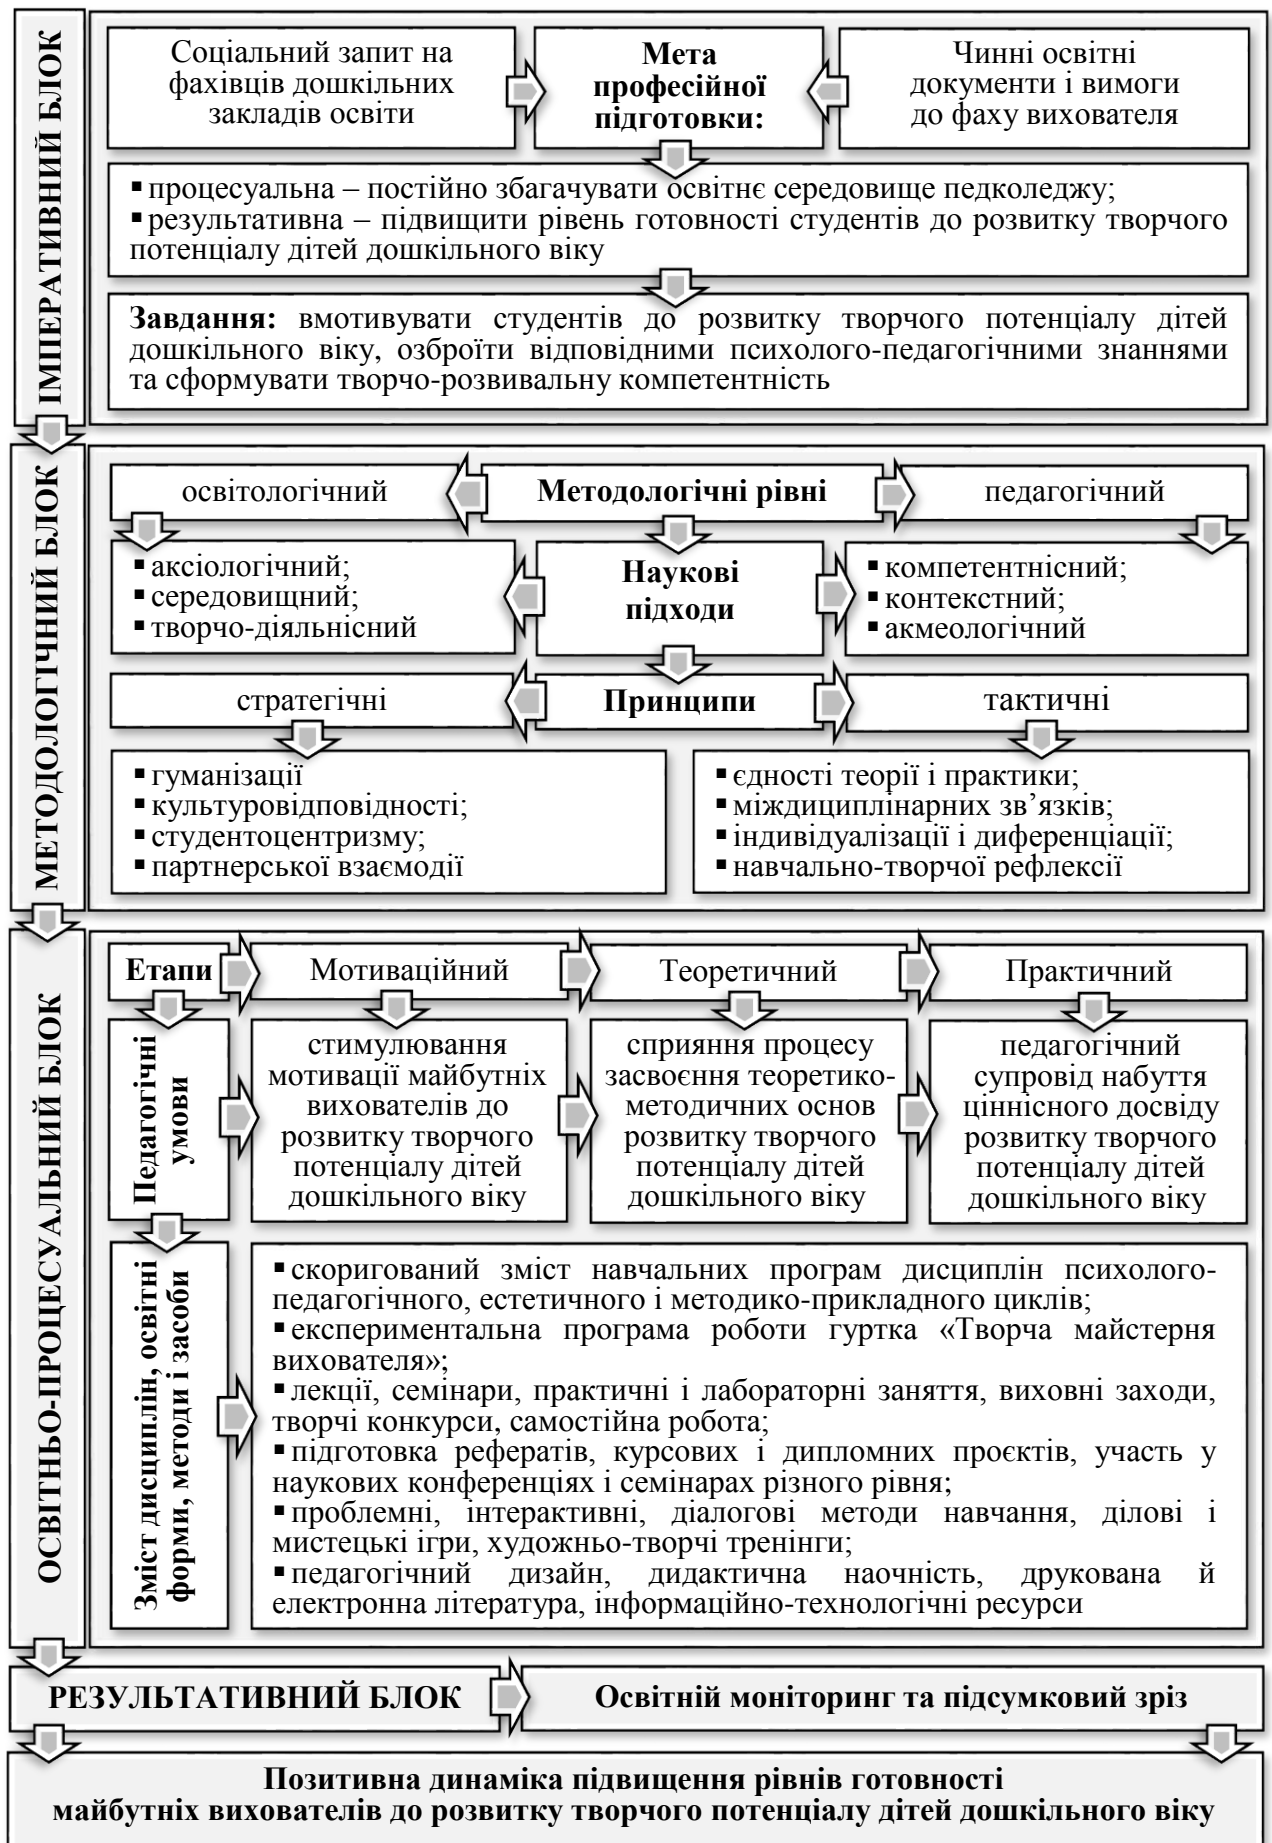 ІМПЕРАТИВНИЙ БЛОК
Соціальний запит на
фахівців дошкільних
закладів освіти
Мета
професійної
підготовки:
Чинні освітні
документи і вимоги
до фаху вихователя
▪ процесуальна – постійно збагачувати освітнє середовище педколеджу;
▪ результативна – підвищити рівень готовності студентів до розвитку творчого
потенціалу дітей дошкільного віку
Завдання: вмотивувати студентів до розвитку творчого потенціалу дітей
дошкільного віку, озброїти відповідними психолого-педагогічними знаннями
та сформувати творчо-розвивальну компетентність
МЕТОДОЛОГІЧНИЙ БЛОК
освітологічний
Методологічні рівні
педагогічний
▪ аксіологічний;
▪ середовищний;
▪ творчо-діяльнісний
Наукові
підходи
▪ компетентнісний;
▪ контекстний;
▪ акмеологічний
стратегічні
Принципи
тактичні
▪ гуманізації
▪ культуровідповідності;
▪ студентоцентризму;
▪ партнерської взаємодії
▪ єдності теорії і практики;
▪ міждициплінарних зв’язків;
▪ індивідуалізації і диференціації;
▪ навчально-творчої рефлексії
ОСВІТНЬО-ПРОЦЕСУАЛЬНИЙ БЛОК
Етапи
Мотиваційний
Теоретичний
Практичний
Педагогічні
умови
стимулювання
мотивації майбутніх
вихователів до
розвитку творчого
потенціалу дітей
дошкільного віку
сприяння процесу
засвоєння теоретико-
методичних основ
розвитку творчого
потенціалу дітей
дошкільного віку
педагогічний
супровід набуття
ціннісного досвіду
розвитку творчого
потенціалу дітей
дошкільного віку
Зміст дисциплін, освітні
форми, методи і засоби
▪ скоригований зміст навчальних програм дисциплін психолого-
педагогічного, естетичного і методико-прикладного циклів;
▪ експериментальна програма роботи гуртка «Творча майстерня
вихователя»;
▪ лекції, семінари, практичні і лабораторні заняття, виховні заходи,
творчі конкурси, самостійна робота;
▪ підготовка рефератів, курсових і дипломних проєктів, участь у
наукових конференціях і семінарах різного рівня;
▪ проблемні, інтерактивні, діалогові методи навчання, ділові і
мистецькі ігри, художньо-творчі тренінги;
▪ педагогічний дизайн, дидактична наочність, друкована й
електронна література, інформаційно-технологічні ресурси
РЕЗУЛЬТАТИВНИЙ БЛОК
Освітній моніторинг та підсумковий зріз
Позитивна динаміка підвищення рівнів готовності
майбутніх вихователів до розвитку творчого потенціалу дітей дошкільного віку